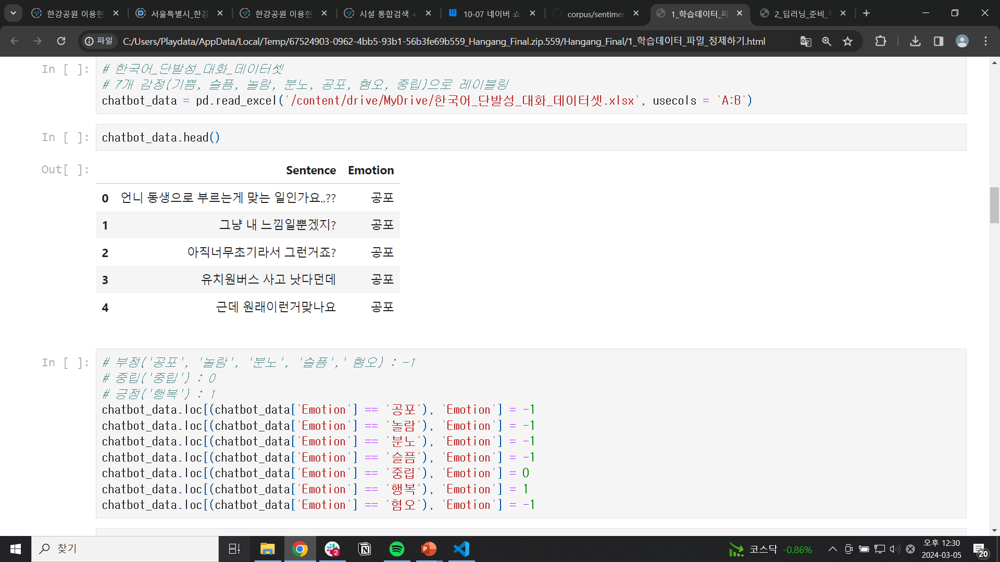 한강공원 이용현
서울특별시_한강
한강공원 이용현
시설 통합검색 <
10-07 네이버 쇼
corpus/sentimen
1_학습데이터_파
2_딥러닝_준비_
파일
C:/Users/Playdata/AppData/Local/Temp/67524903-0962-4bb5-93b1-56b3fe69b559_Hangang_Final.zip.559/Hangang_Final/1_학습데이터_파일_정제하기.html
In [ ]:
# 한국어_단발성_대화_데이터셋
# 7개 감정(기쁨, 슬픔, 놀람, 분노, 공포, 혐오, 중립)으로 레이블링
chatbot_data = pd.read_excel('/content/drive/MyDrive/한국어_단발성_대화_데이터셋.xlsx', usecols = 'A:B')
In [ ]:
chatbot_data.head()
Out[ ]:
Sentence Emotion
0 언니 동생으로 부르는게 맞는 일인가요..?? 공포
1 그냥 내 느낌일뿐겠지? 공포
2 아직너무초기라서 그런거죠? 공포
3 유치원버스 사고 낫다던데 공포
4 근데 원래이런거맞나요 공포
In [ ]:
# 부정('공포', '놀람', '분노', '슬픔',' 혐오) : -1
# 중립('중립') : 0
# 긍정('행복') : 1
chatbot_data.loc[(chatbot_data['Emotion'] == '공포'), 'Emotion'] = -1
chatbot_data.loc[(chatbot_data['Emotion'] == '놀람'), 'Emotion'] = -1
chatbot_data.loc[(chatbot_data['Emotion'] == '분노'), 'Emotion'] = -1
chatbot_data.loc[(chatbot_data['Emotion'] == '슬픔'), 'Emotion'] = -1
chatbot_data.loc[(chatbot_data['Emotion'] == '중립'), 'Emotion'] = 0
chatbot_data.loc[(chatbot_data['Emotion'] == '행복'), 'Emotion'] = 1
chatbot_data.loc[(chatbot_data['Emotion'] == '혐오'), 'Emotion'] = -1
찾기
2
코스닥 -0.86%
오후 12:30
2024-03-05
20